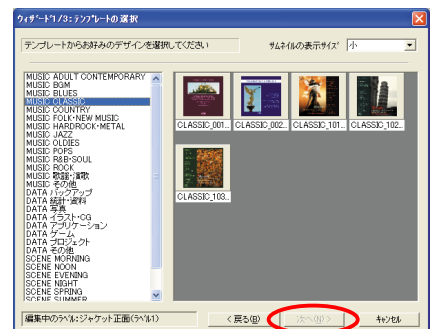 ウィザード1/3:テンプレートの選択
テンプレートからお好みのデザインを選択してください
サムネイルの表示サイズ 小
MUSIC ADULT CONTEMPORARY
MUSIC BGM
MUSIC BLUES
MUSIC CLASSIC
MUSIC COUNTRY
MUSIC FOLK・NEW MUSIC
MUSIC HARDROCK・METAL
MUSIC JAZZ
MUSIC OLDIES
MUSIC POPS
MUSIC R&B・SOUL
MUSIC ROCK
MUSIC 歌謡・演歌
MUSIC その他
DATA バックアップ
DATA 統計・資料
DATA 写真
DATA イラスト・CG
DATA アプリケーション
DATA ゲーム
DATA プロジェクト
DATA その他
SCENE MORNING
SCENE NOON
SCENE EVENING
SCENE NIGHT
SCENE SPRING
SCENE SUMMER
CLASSIC_001...
CLASSIC_002...
CLASSIC_101...
CLASSIC_102...
CLASSIC_103...
編集中のラベル:ジャケット正面(ラベル1)
< 戻る(B)
次へ(N) >
キャンセル